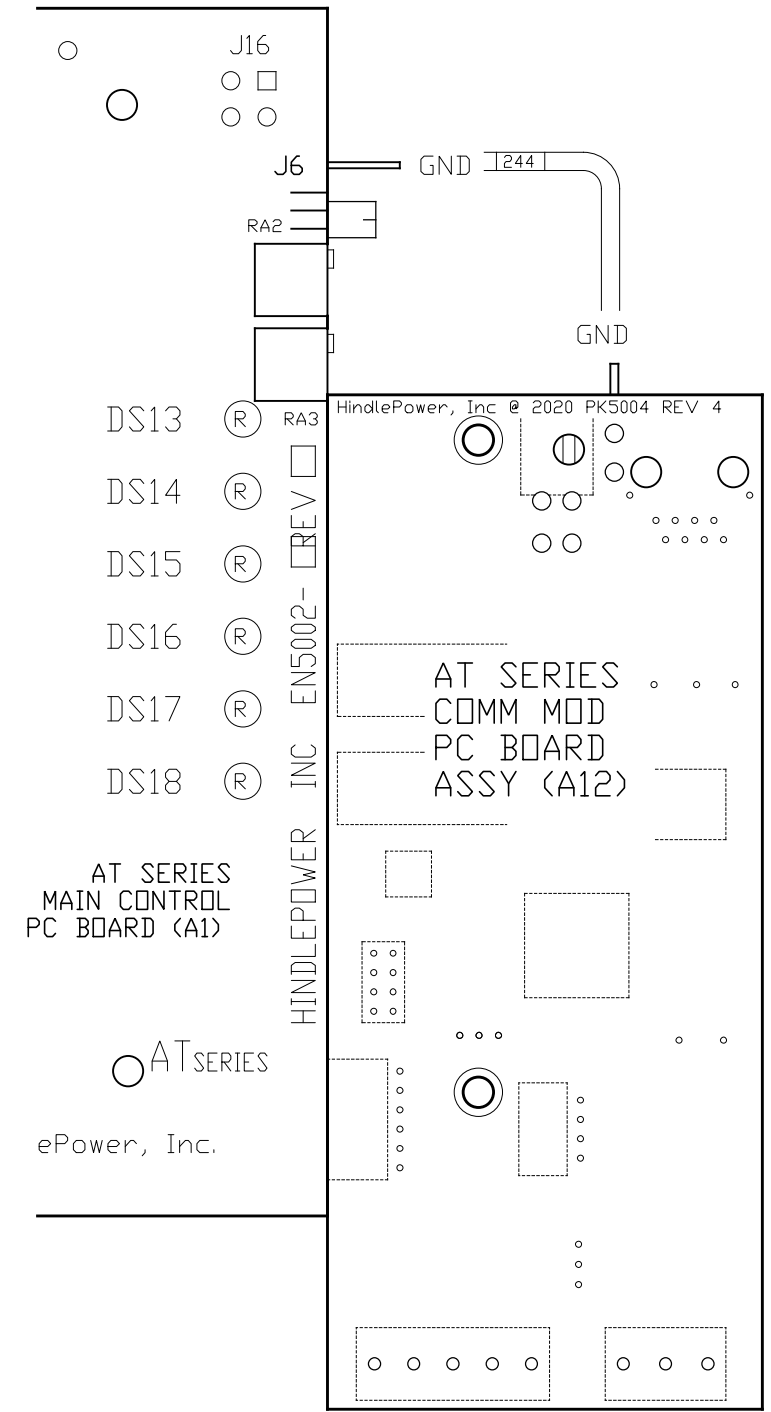 J16
J6
GND
244
RA2
GND
HindlePower, Inc @ 2020 PK5004 REV 4
DS13
R
RA3
DS14
R
DS15
R
DS16
R
DS17
R
DS18
R
HINDLEPOWER INC EN5002- REV
AT SERIES
COMM MOD
PC BOARD
ASSY (A12)
AT SERIES
MAIN CONTROL
PC BOARD (A1)
ATSERIES
ePower, Inc.